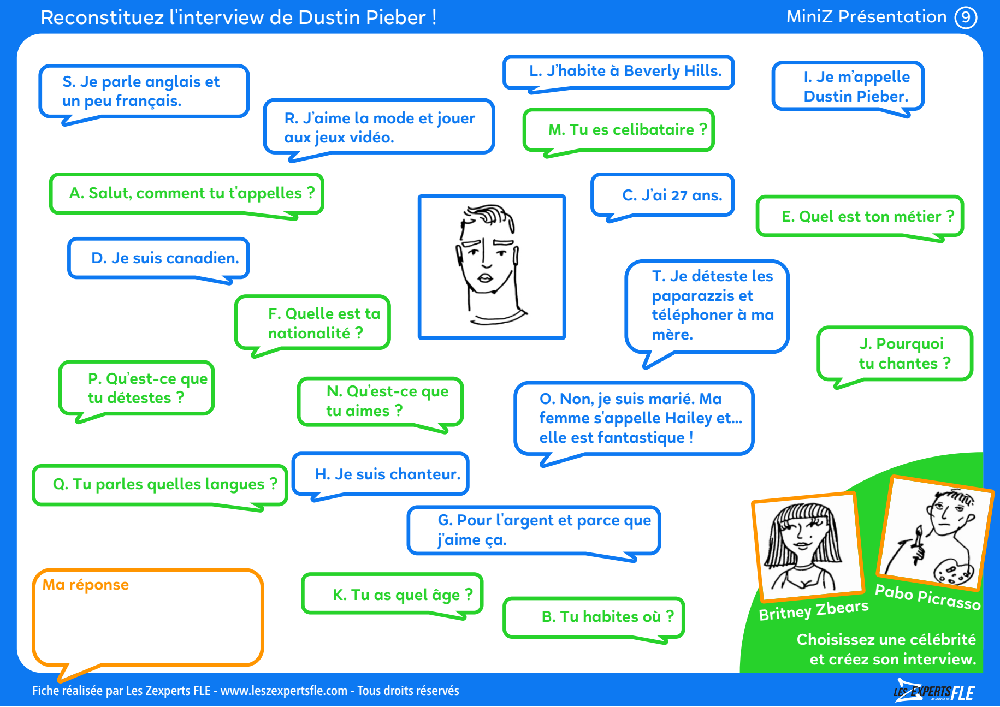 Reconstituez l'interview de Dustin Pieber !
MiniZ Présentation 9
S. Je parle anglais et
un peu français.
R. J’aime la mode et jouer
aux jeux vidéo.
L. J’habite à Beverly Hills.
I. Je m’appelle
Dustin Pieber.
M. Tu es celibataire ?
A. Salut, comment tu t'appelles ?
C. J’ai 27 ans.
E. Quel est ton métier ?
D. Je suis canadien.
T. Je déteste les
paparazzis et
téléphoner à ma
mère.
F. Quelle est ta
nationalité ?
J. Pourquoi
tu chantes ?
P. Qu’est-ce que
tu détestes ?
N. Qu’est-ce que
tu aimes ?
O. Non, je suis marié. Ma
femme s'appelle Hailey et...
elle est fantastique !
Q. Tu parles quelles langues ?
H. Je suis chanteur.
G. Pour l'argent et parce que
j'aime ça.
Ma réponse
K. Tu as quel âge ?
B. Tu habites où ?
Britney Zbears
Pabo Picrasso
Choisissez une célébrité
et créez son interview.
Fiche réalisée par Les Zexperts FLE - www.leszexpertsfle.com - Tous droits réservés
LES ZEXPERTS FLE
AU SERVICE DU